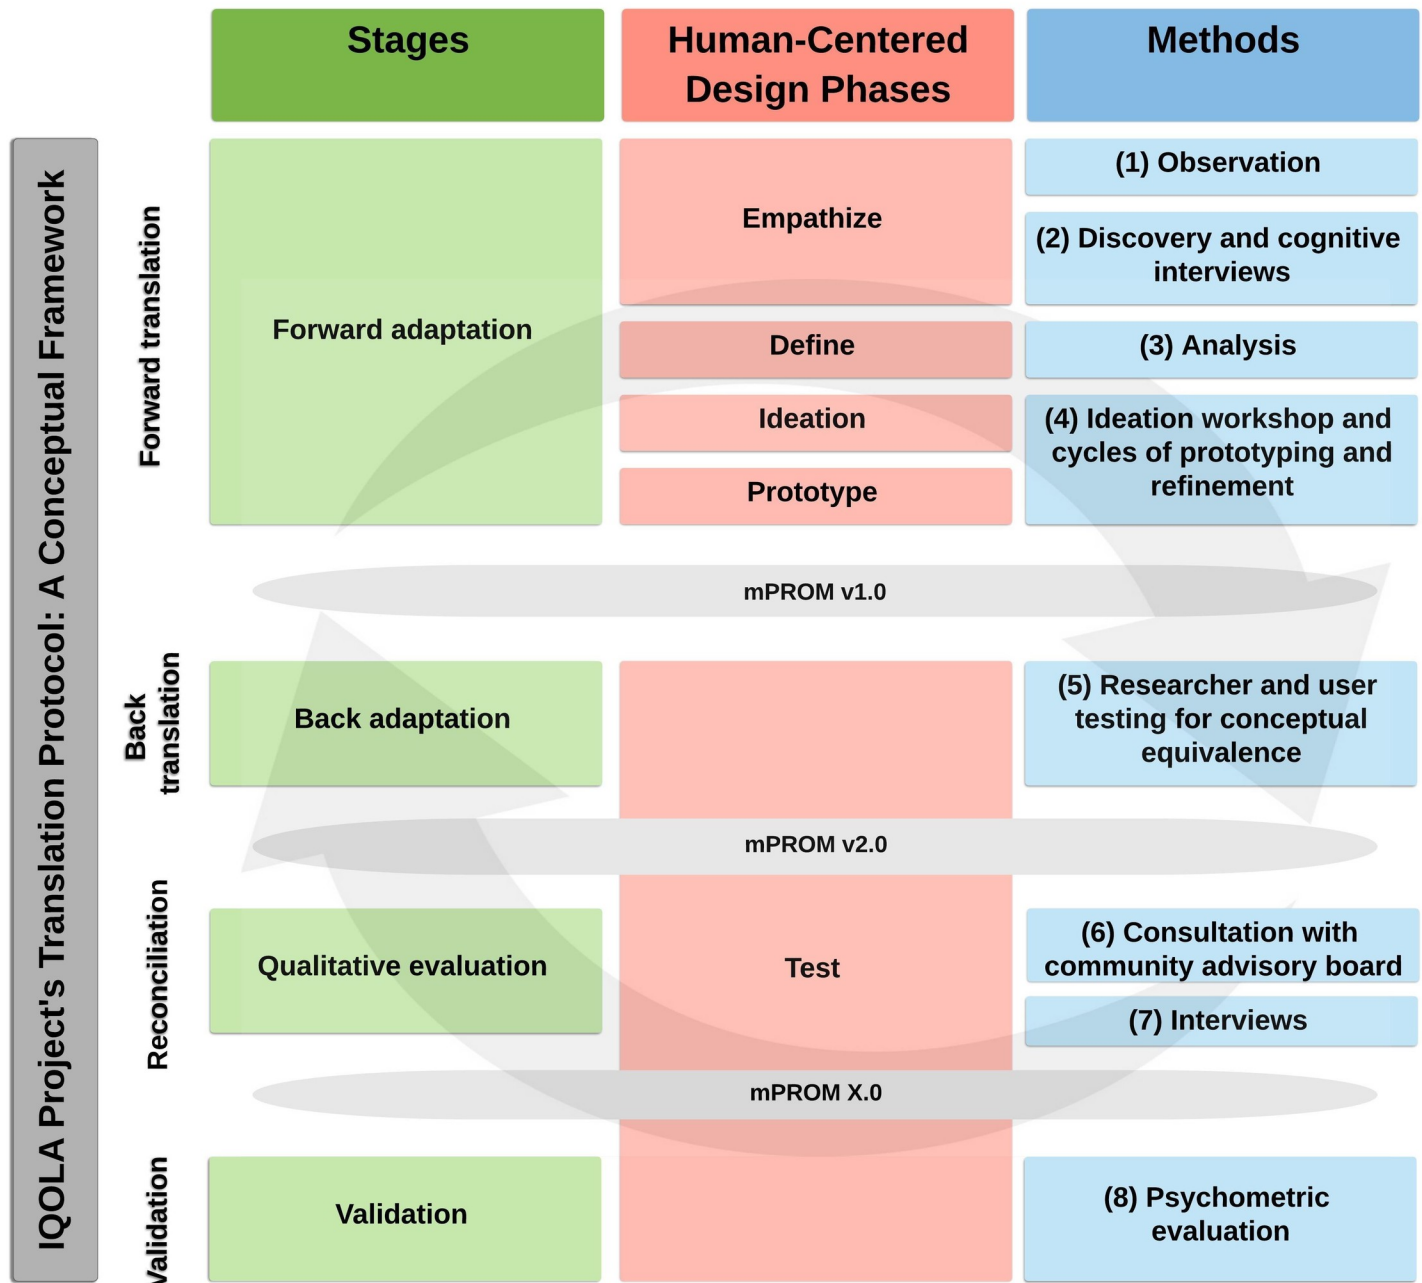 Stages
Human-Centered
Design Phases
Methods
IQOLA Project's Translation Protocol: A Conceptual Framework
Forward translation
Forward adaptation
Empathize
(1) Observation
(2) Discovery and cognitive
interviews
Define
(3) Analysis
Ideation
Prototype
(4) Ideation workshop and
cycles of prototyping and
refinement
mPROM v1.0
Back
translation
Back adaptation
(5) Researcher and user
testing for conceptual
equivalence
mPROM v2.0
Reconciliation
Qualitative evaluation
Test
(6) Consultation with
community advisory board
(7) Interviews
mPROM X.0
Validation
Validation
(8) Psychometric
evaluation